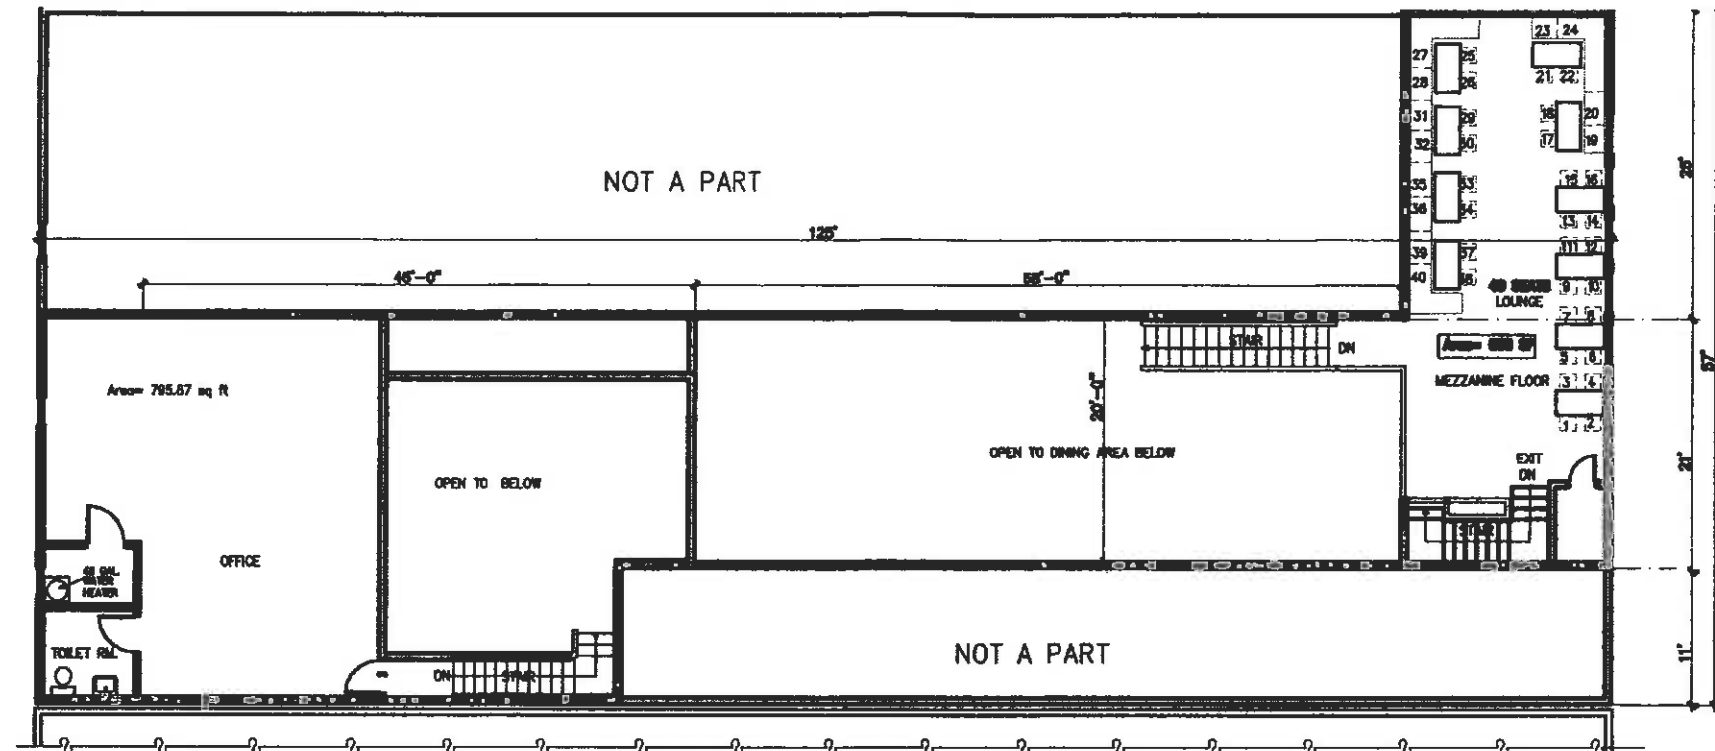 23 24
27 25
21 22
28 26
31 29
18 20
32 30
17 19
NOT A PART
35 33
15 16
36 34
13 14
26'
125'
11 12
39 37
40 38
9 10
46'-0"
LOUNGE
7 8
STAIR
DN
5 6
57'
MEZZANINE FLOOR
3 4
Area= 795.67 sq ft
20'-0"
1 2
OPEN TO DINING AREA BELOW
EXIT
DN
21'
OPEN TO BELOW
STAIR
OFFICE
GAL.
WATER
HEATER
TOILET RM.
NOT A PART
11'
DN
STAIR